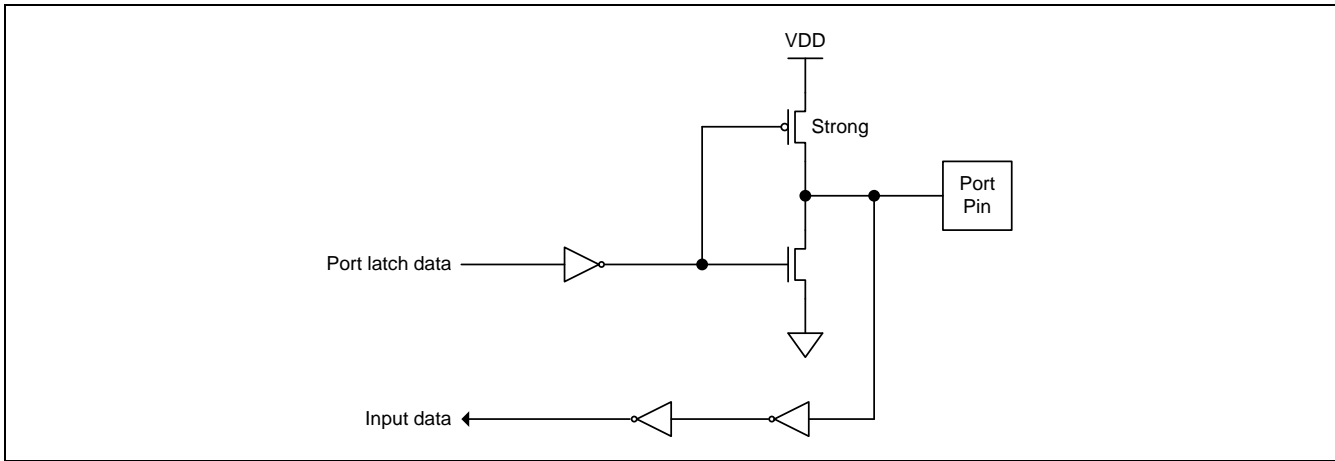 VDD
Strong
Port
Pin
Port latch data
Input data